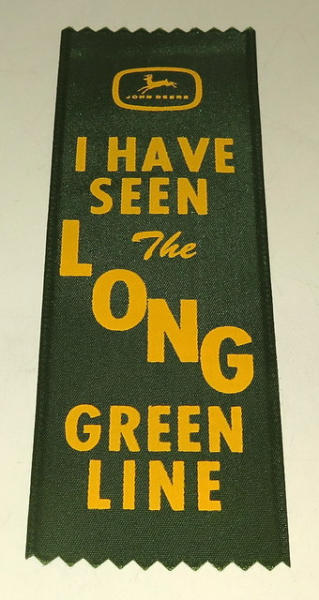 JOHN DEERE
I HAVE
SEEN
The
LONG
GREEN
LINE